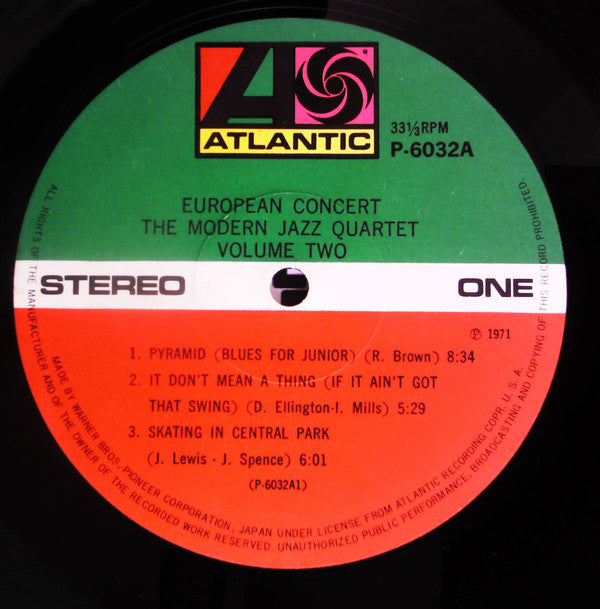 ATLANTIC
33⅓RPM
P-6032A
EUROPEAN CONCERT
THE MODERN JAZZ QUARTET
VOLUME TWO
STEREO
ONE
℗ 1971
1. PYRAMID (BLUES FOR JUNIOR) (R. Brown) 8:34
2. IT DON'T MEAN A THING (IF IT AIN'T GOT
THAT SWING) (D. Ellington-I. Mills) 5:29
3. SKATING IN CENTRAL PARK
(J. Lewis - J. Spence) 6:01
(P-6032A1)
MADE BY WARNER BROS. PIONEER CORPORATION, JAPAN UNDER LICENSE FROM ATLANTIC RECORDING COPR. U. S. A.
ALL RIGHTS OF THE MANUFACTURER AND OF THE OWNER OF THE RECORDED WORK RESERVED. UNAUTHORIZED PUBLIC PERFORMANCE, BROADCASTING AND COPYING OF THIS RECORD PROHIBITED.